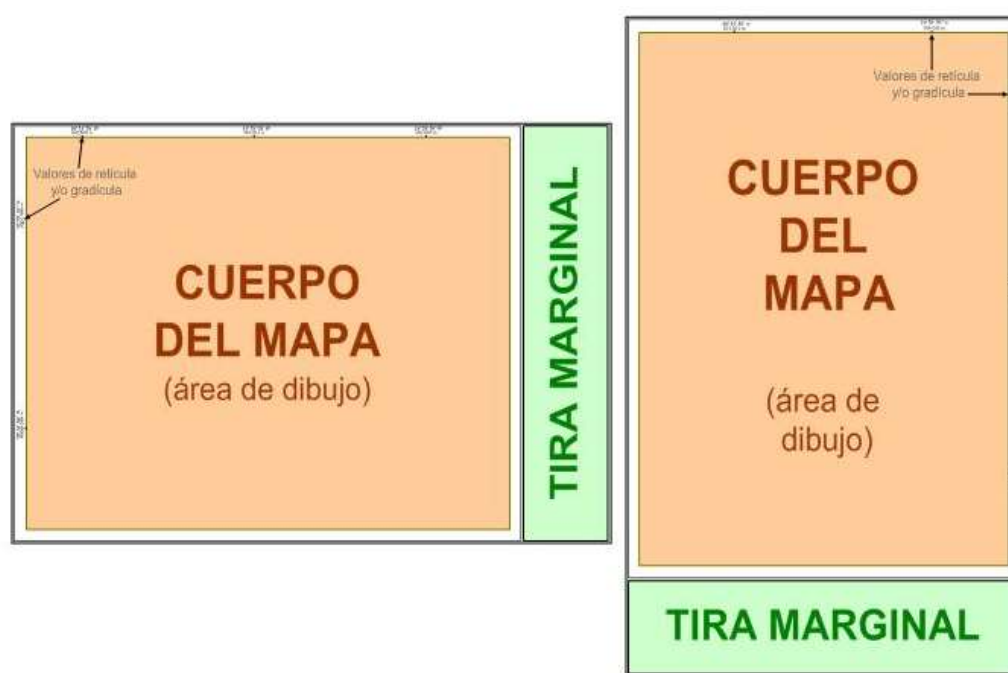 Valores de retícula
y/o gradícula
CUERPO
DEL MAPA
(área de dibujo)
TIRA MARGINAL
Valores de retícula
y/o gradícula
CUERPO
DEL
MAPA
(área de
dibujo)
TIRA MARGINAL